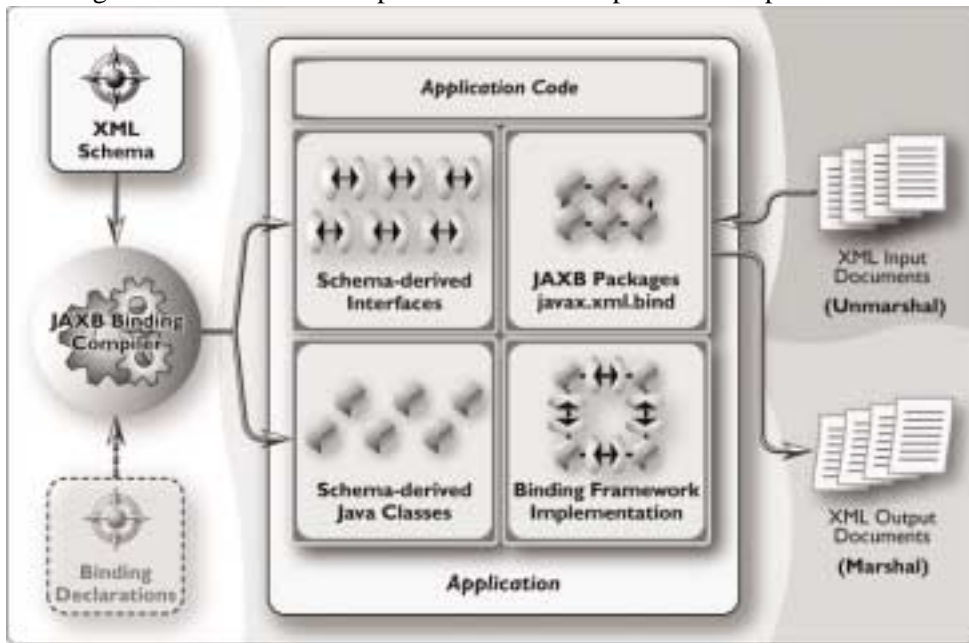 Application Code
XML
Schema
Schema-derived
Interfaces
JAXB Packages
javax.xml.bind
XML Input
Documents
(Unmarshal)
JAXB Binding
Compiler
Schema-derived
Java Classes
Binding Framework
Implementation
XML Output
Documents
(Marshal)
Binding
Declarations
Application